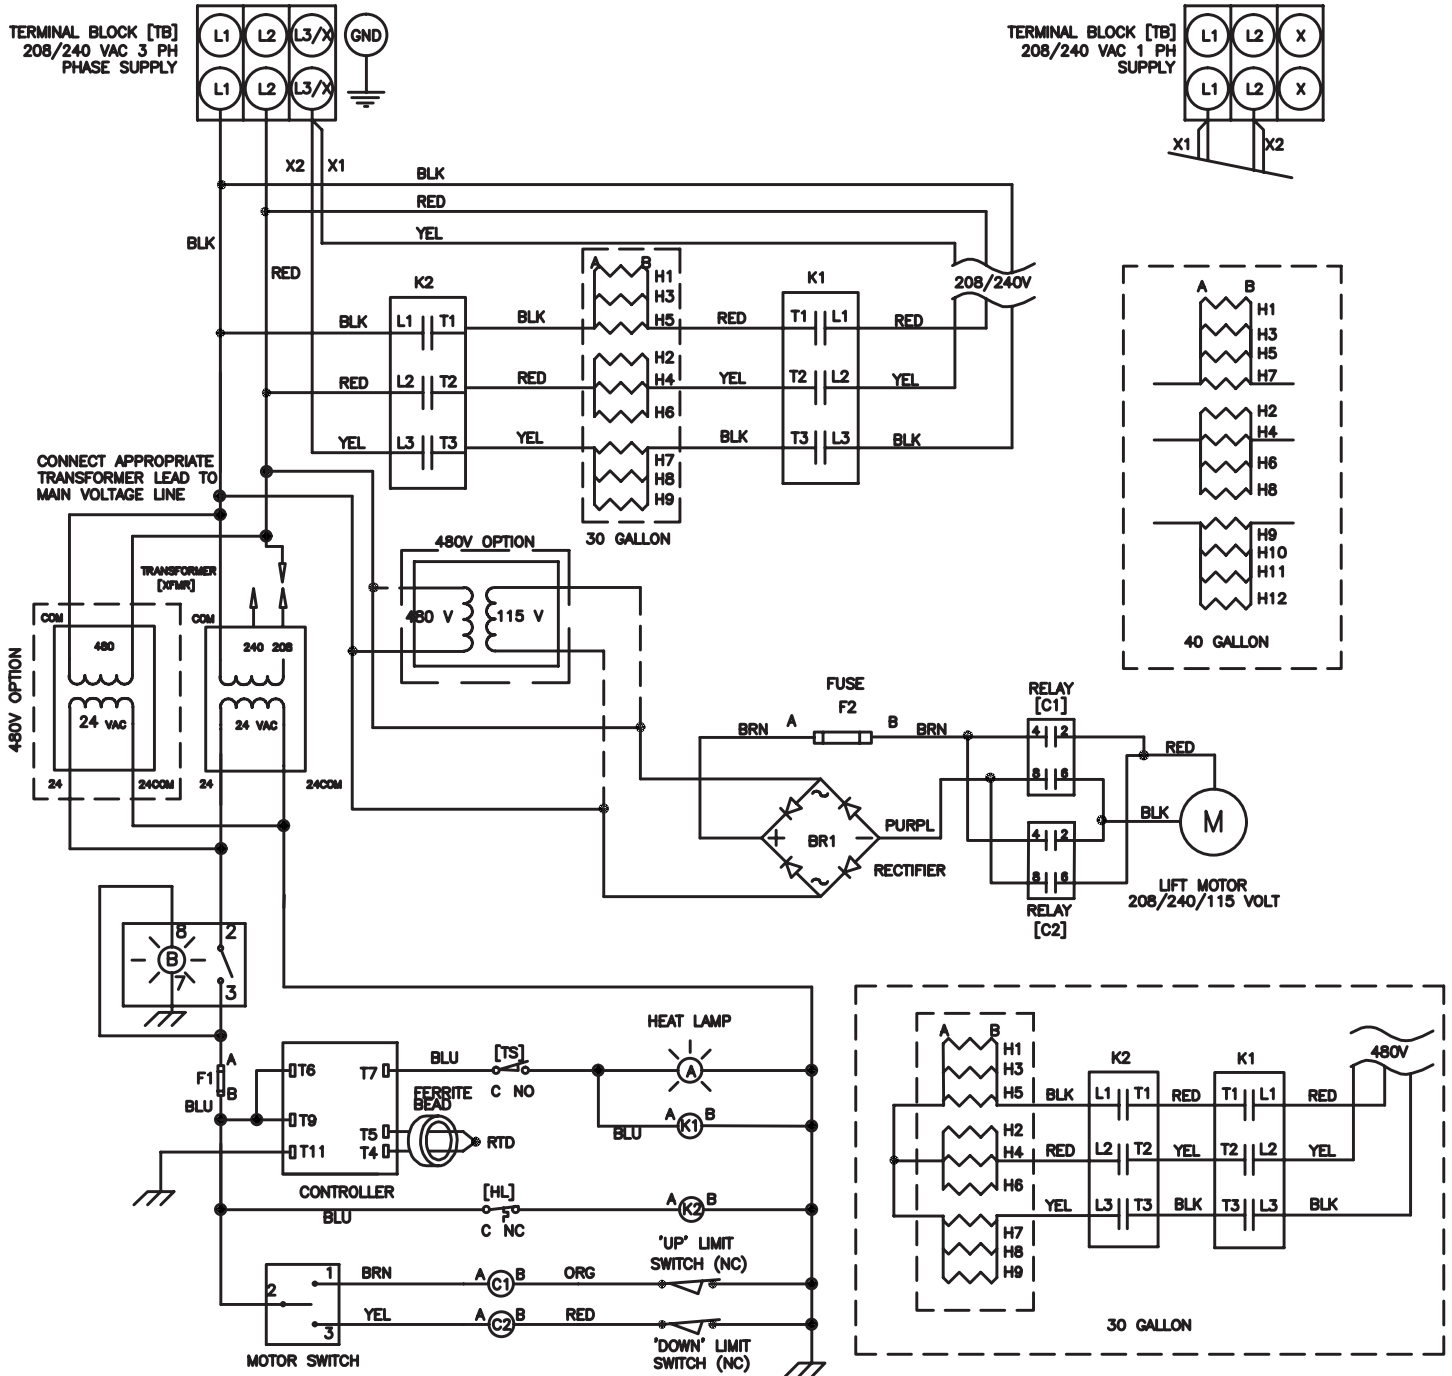 TERMINAL BLOCK [TB]
208/240 VAC 3 PH
PHASE SUPPLY
L1 L2 L3/X GND
L1 L2 L3/X
TERMINAL BLOCK [TB]
208/240 VAC 1 PH
SUPPLY
L1 L2 X
L1 L2 X
X1 X2
X2 X1
BLK
RED
YEL
BLK
RED
208/240V
K2
A B
H1
H3
H5
K1
BLK L1 T1 BLK RED T1 L1 RED
H2
H4
H6
RED L2 T2 RED YEL T2 L2 YEL
YEL L3 T3 YEL BLK T3 L3 BLK
H7
H8
H9
30 GALLON
A B
H1
H3
H5
H7
H2
H4
H6
H8
H9
H10
H11
H12
40 GALLON
CONNECT APPROPRIATE
TRANSFORMER LEAD TO
MAIN VOLTAGE LINE
TRANSFORMER
[XFMR]
480V OPTION
480 V 115 V
480V OPTION
COM
480
24 VAC
24 24COM
COM
240 208
24 VAC
24 24COM
FUSE
F2
BRN A B BRN
RELAY
[C1]
4 2
8 6
RED
BLK
M
LIFT MOTOR
208/240/115 VOLT
4 2
8 6
RELAY
[C2]
BR1
PURPL
RECTIFIER
+ −
8 2
B
7 3
A
F1
B
BLU
T6 T7
T9
T5
T11 T4
CONTROLLER
BLU
[TS]
C NO
FERRITE
BEAD
RTD
HEAT LAMP
A
A K1 B
BLU
BLU
[HL]
C NC
A K2 B
1
2
3
MOTOR SWITCH
BRN A C1 B ORG
"UP" LIMIT
SWITCH (NC)
YEL A C2 B RED
"DOWN" LIMIT
SWITCH (NC)
A B
H1
H3
H5
H2
H4
H6
H7
H8
H9
K2 K1
480V
BLK L1 T1 RED T1 L1 RED
RED L2 T2 YEL T2 L2 YEL
YEL L3 T3 BLK T3 L3 BLK
30 GALLON